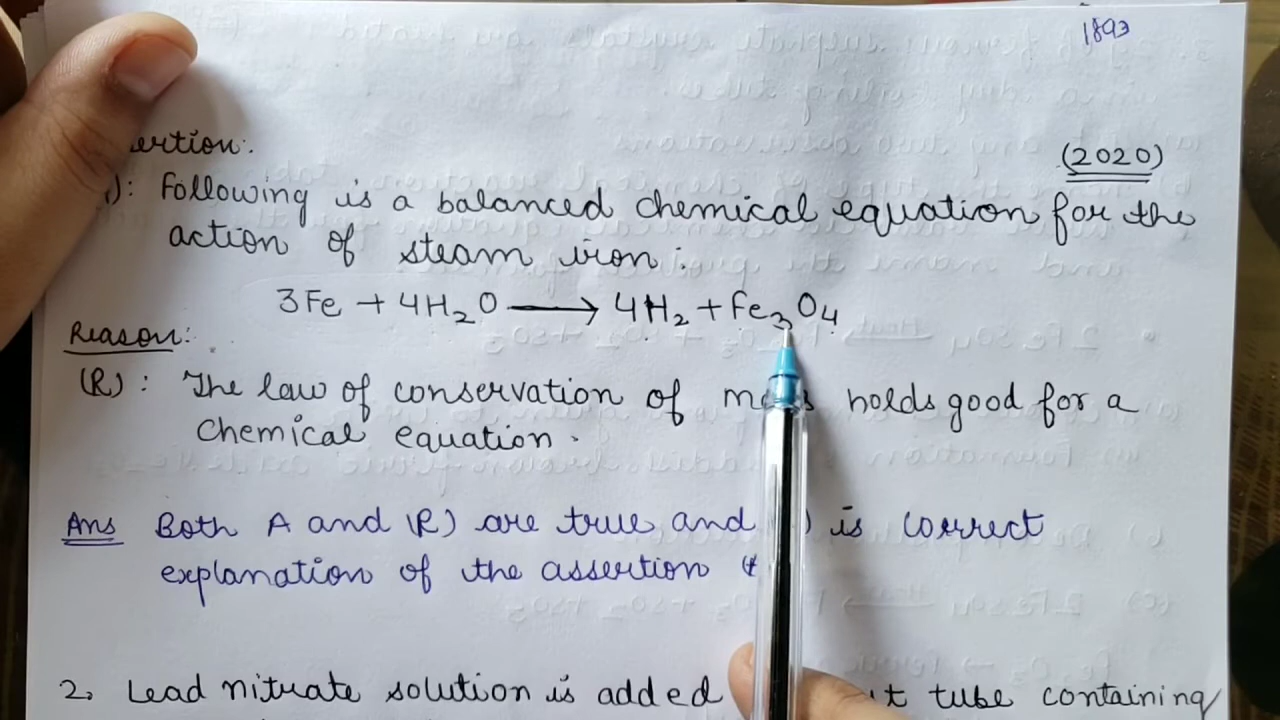 1893
ertion:
(2020)
): Following is a balanced chemical equation for the
action of steam iron :
3Fe + 4H₂O ⟶ 4H₂ + Fe₃O₄
Reason:
(R) : The law of conservation of holds good for a
chemical equation.
Ans Both A and (R) are true and ) is correct
explanation of the assertion
2. Lead nitrate solution is added t tube containing